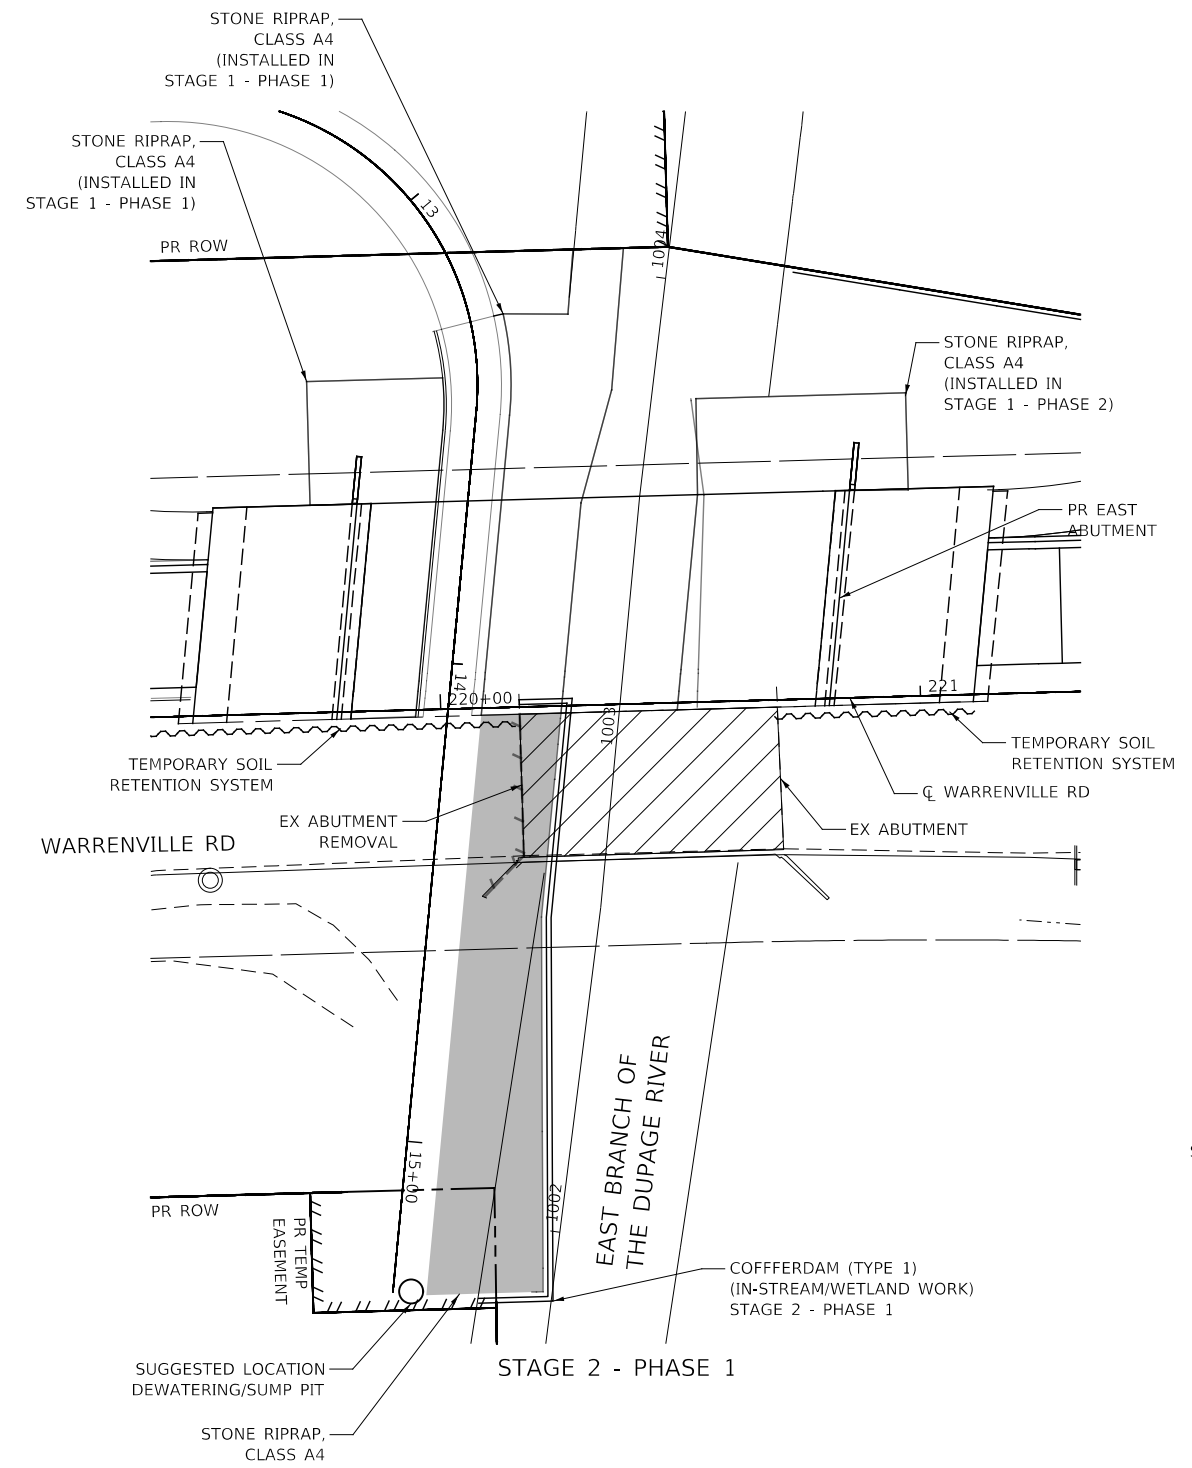 STONE RIPRAP,
CLASS A4
(INSTALLED IN
STAGE 1 - PHASE 1)
STONE RIPRAP,
CLASS A4
(INSTALLED IN
STAGE 1 - PHASE 1)
13
PR ROW
1004
STONE RIPRAP,
CLASS A4
(INSTALLED IN
STAGE 1 - PHASE 2)
PR EAST
ABUTMENT
14
220+00
221
1003
TEMPORARY SOIL
RETENTION SYSTEM
TEMPORARY SOIL
RETENTION SYSTEM
℄ WARRENVILLE RD
EX ABUTMENT
REMOVAL
EX ABUTMENT
WARRENVILLE RD
EAST BRANCH OF
THE DUPAGE RIVER
15+00
1002
PR ROW
PR TEMP
EASEMENT
COFFFERDAM (TYPE 1)
(IN-STREAM/WETLAND WORK)
STAGE 2 - PHASE 1
STAGE 2 - PHASE 1
SUGGESTED LOCATION
DEWATERING/SUMP PIT
STONE RIPRAP,
CLASS A4